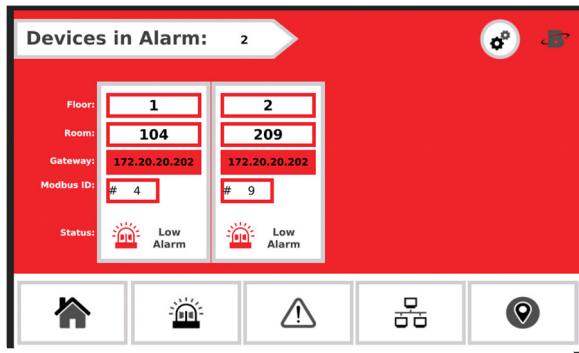 Devices in Alarm: 2
Floor: 1 2
Room: 104 209
Gateway: 172.20.20.202 172.20.20.202
Modbus ID: # 4 # 9
Status: Low Alarm Low Alarm